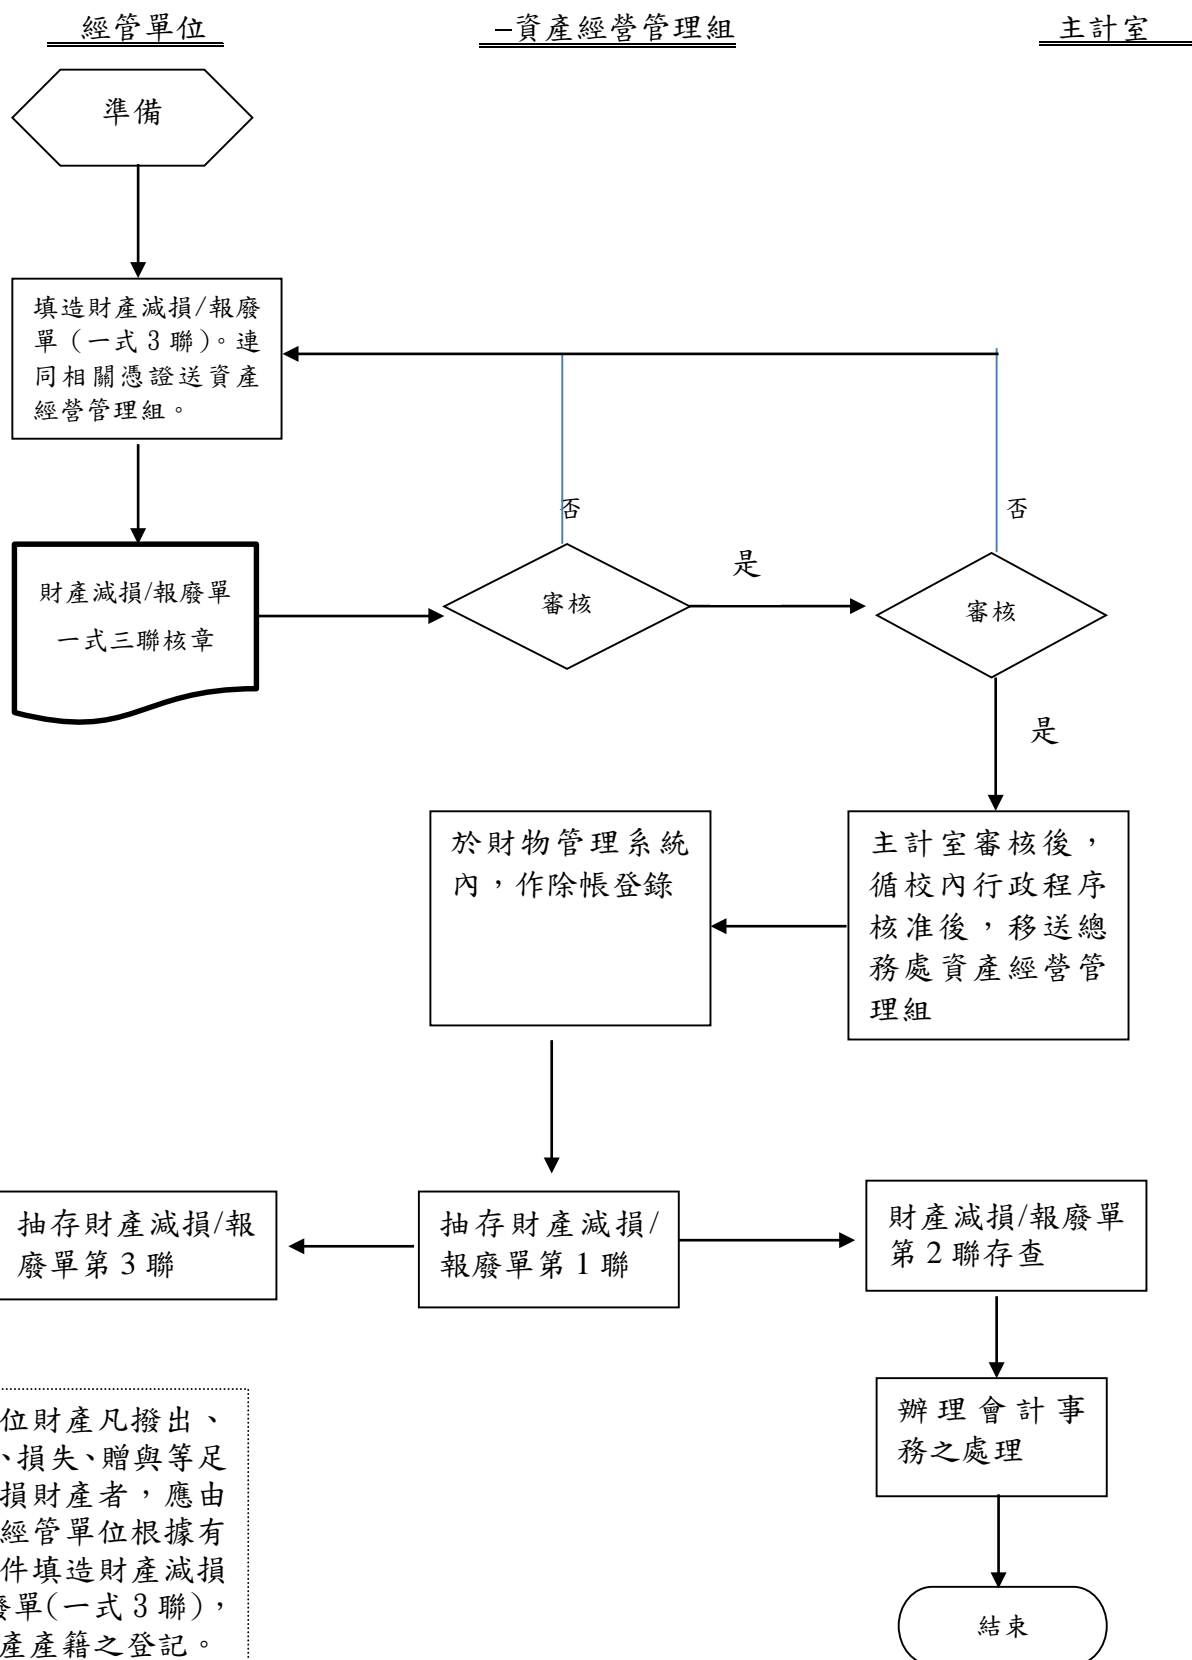 經管單位
–資產經營管理組
主計室
準備
填造財產減損/報廢
單（一式 3 聯）。連
同相關憑證送資產
經營管理組。
否
否
財產減損/報廢單
一式三聯核章
審核
是
審核
是
於財物管理系統
內，作除帳登錄
主計室審核後，
循校內行政程序
核准後，移送總
務處資產經營管
理組
抽存財產減損/報
廢單第 3 聯
抽存財產減損/
報廢單第 1 聯
財產減損/報廢單
第 2 聯存查
辦理會計事
務之處理
結束
位財產凡撥出、
、損失、贈與等足
損財產者，應由
經管單位根據有
件填造財產減損
廢單(一式 3 聯)，
產產籍之登記。